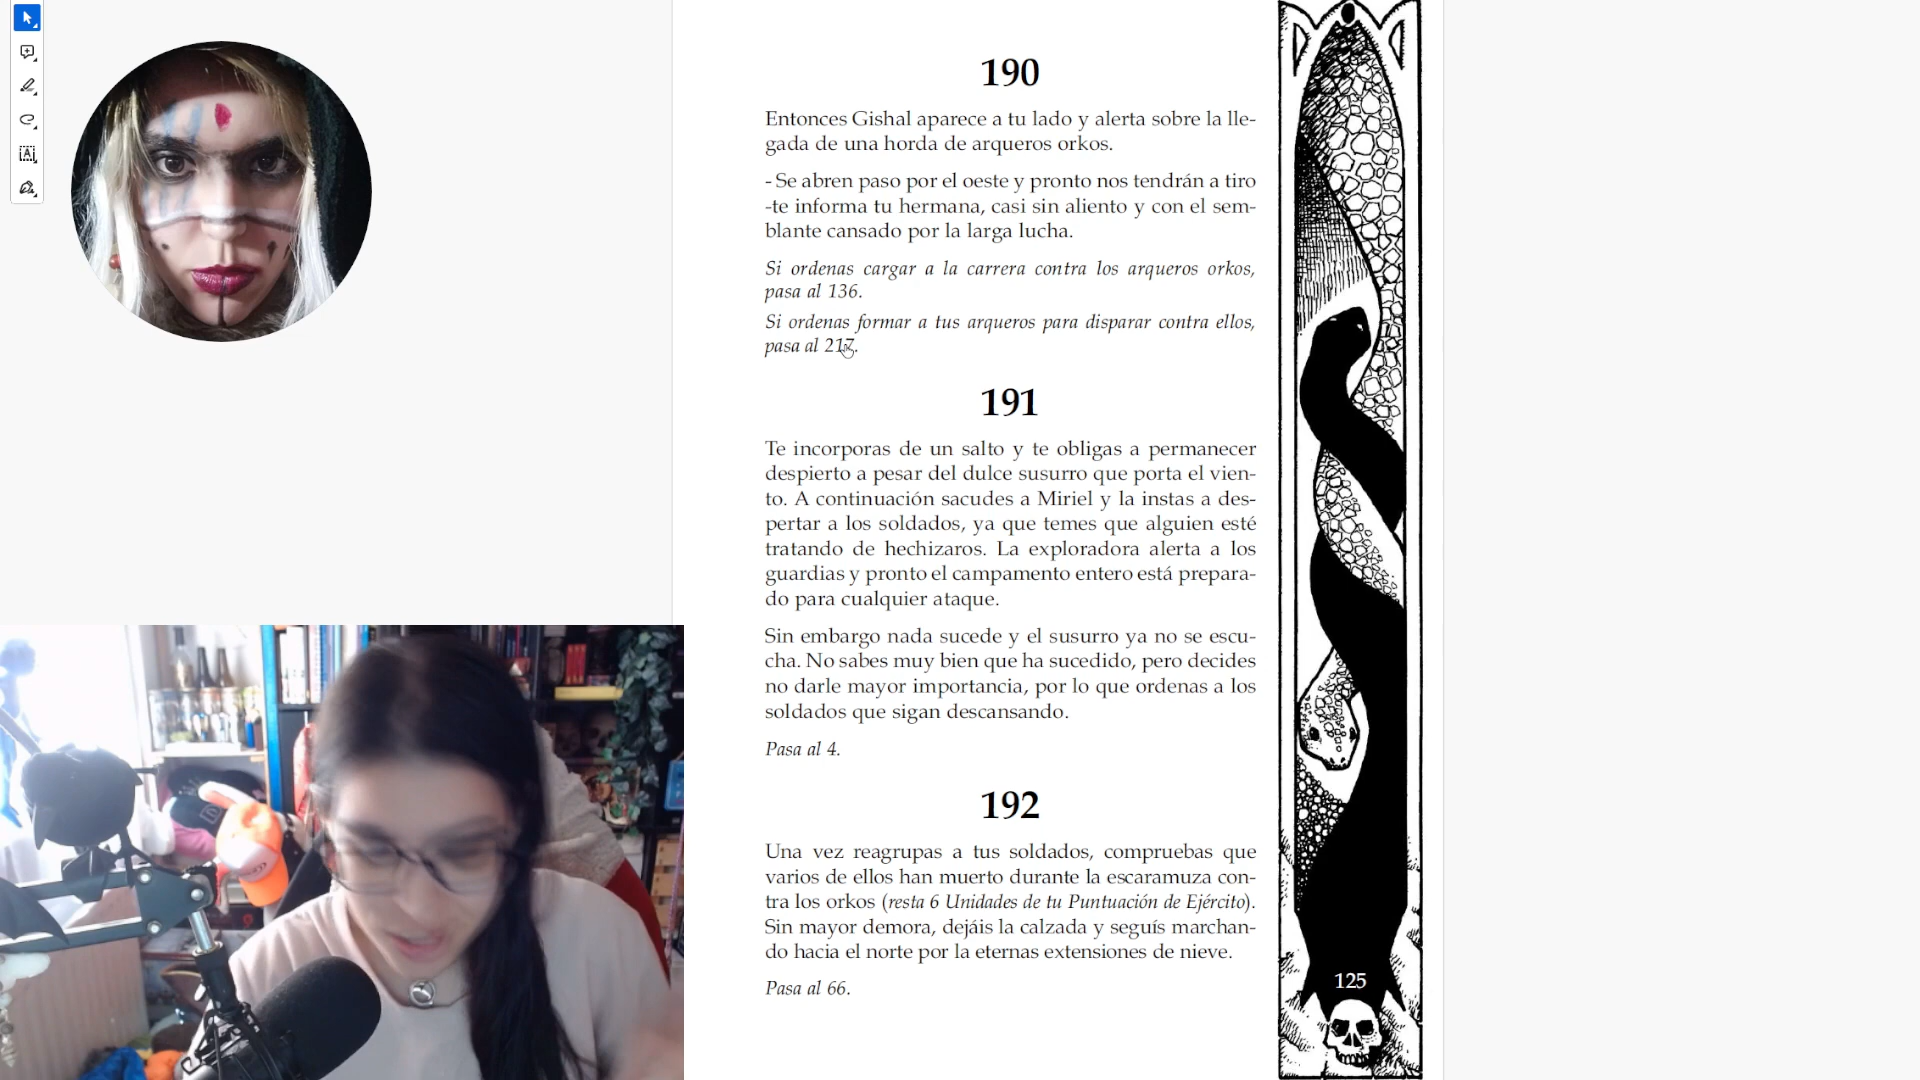 190
Entonces Gishal aparece a tu lado y alerta sobre la lle-
gada de una horda de arqueros orkos.
- Se abren paso por el oeste y pronto nos tendrán a tiro
-te informa tu hermana, casi sin aliento y con el sem-
blante cansado por la larga lucha.
Si ordenas cargar a la carrera contra los arqueros orkos,
pasa al 136.
Si ordenas formar a tus arqueros para disparar contra ellos,
pasa al 217.
191
Te incorporas de un salto y te obligas a permanecer
despierto a pesar del dulce susurro que porta el vien-
to. A continuación sacudes a Miriel y la instas a des-
pertar a los soldados, ya que temes que alguien esté
tratando de hechizaros. La exploradora alerta a los
guardias y pronto el campamento entero está prepara-
do para cualquier ataque.
Sin embargo nada sucede y el susurro ya no se escu-
cha. No sabes muy bien que ha sucedido, pero decides
no darle mayor importancia, por lo que ordenas a los
soldados que sigan descansando.
Pasa al 4.
192
Una vez reagrupas a tus soldados, compruebas que
varios de ellos han muerto durante la escaramuza con-
tra los orkos (resta 6 Unidades de tu Puntuación de Ejército).
Sin mayor demora, dejáis la calzada y seguís marchan-
do hacia el norte por la eternas extensiones de nieve.
Pasa al 66.
125